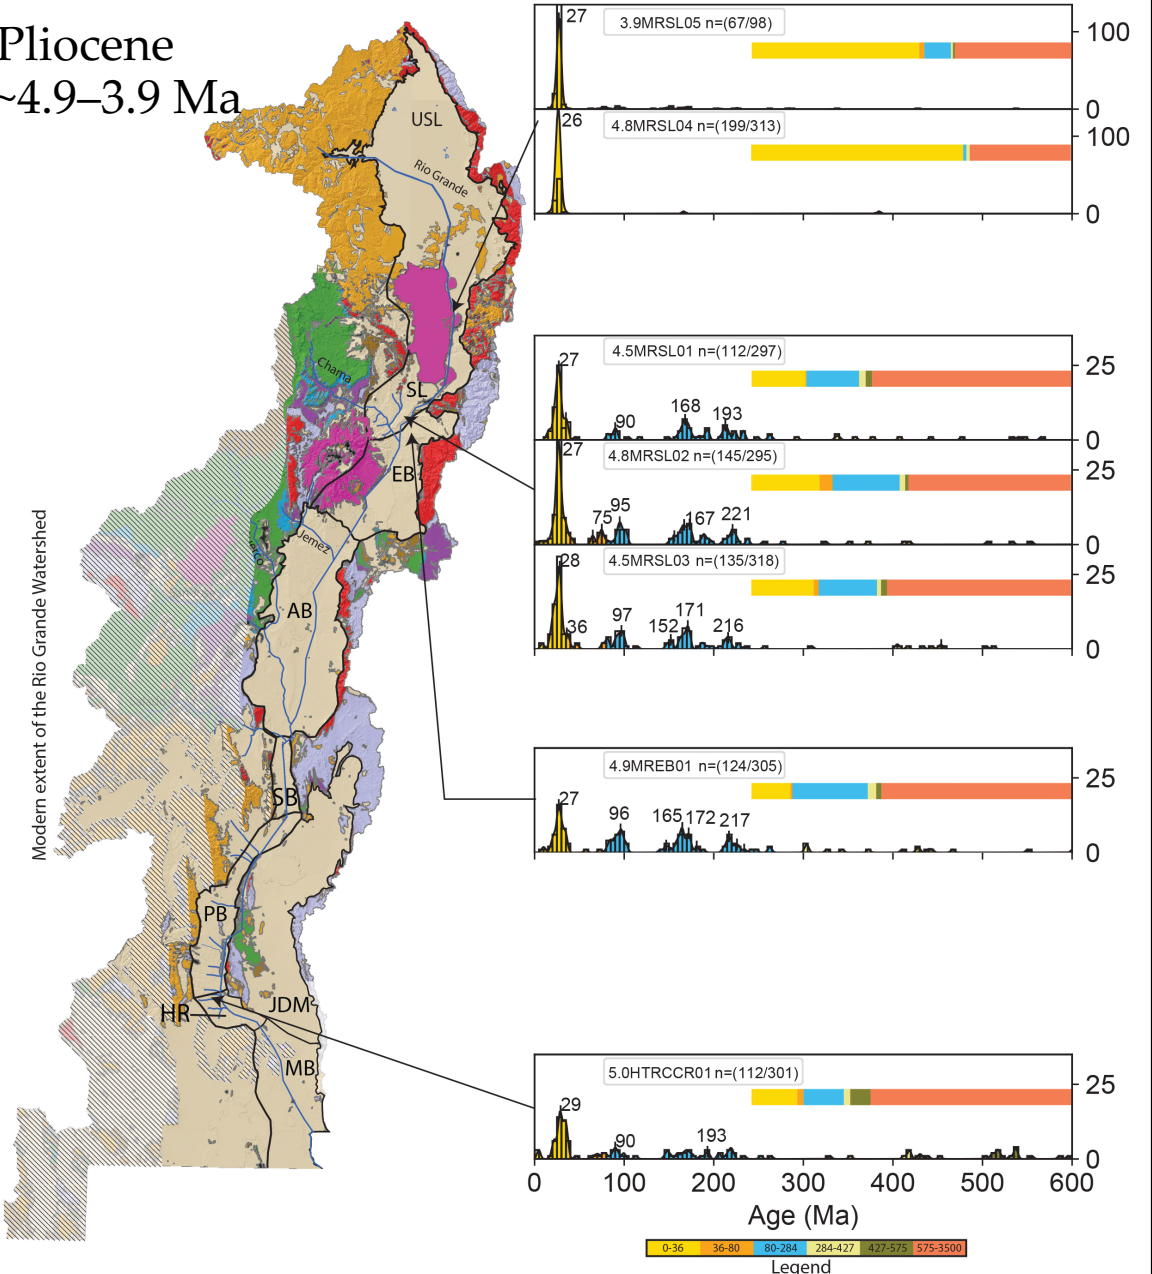 Pliocene
~4.9–3.9 Ma
Modern extent of the Rio Grande Watershed
USL
Rio Grande
Chama
SL
EB
Jemez
AB
SB
PB
HR
JDM
MB
3.9MRSL05 n=(67/98)
27
100
0
4.8MRSL04 n=(199/313)
26
100
0
4.5MRSL01 n=(112/297)
27
90
168
193
25
0
4.8MRSL02 n=(145/295)
27
75
95
167
221
25
0
4.5MRSL03 n=(135/318)
28
36
97
152
171
216
25
0
4.9MREB01 n=(124/305)
27
96
165
172
217
25
0
5.0HTRCCR01 n=(112/301)
29
90
193
25
0
0 100 200 300 400 500 600
Age (Ma)
0-36 36-80 80-284 284-427 427-575 575-3500
Legend